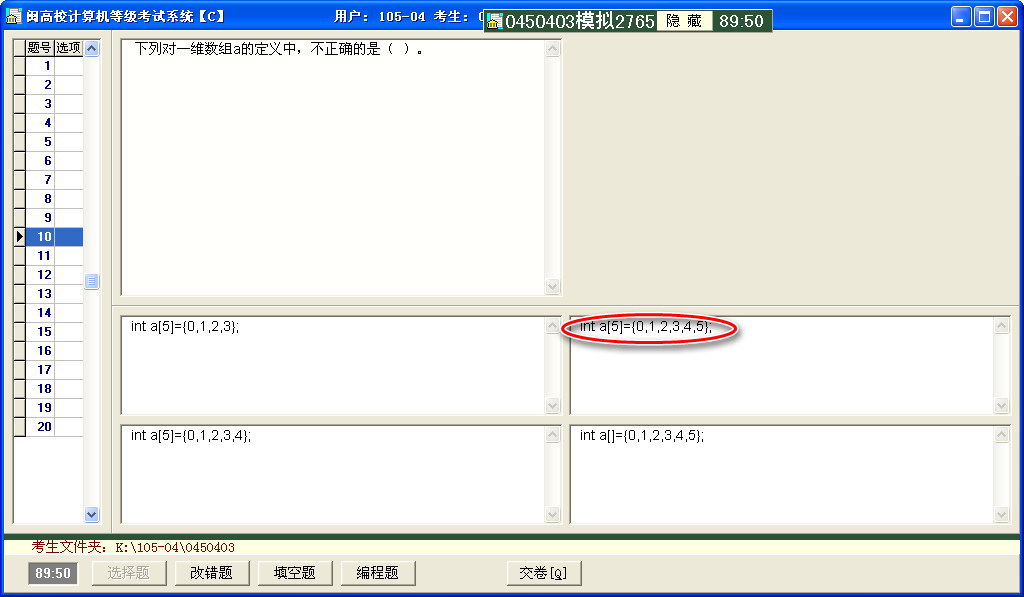 闽高校计算机等级考试系统【C】 用户: 105-04 考生:
0450403模拟2765 隐 藏 89:50
题号 选项
1
2
3
4
5
6
7
8
9
10
11
12
13
14
15
16
17
18
19
20
下列对一维数组a的定义中，不正确的是（ ）。
int a[5]={0,1,2,3};
int a[5]={0,1,2,3,4,5};
int a[5]={0,1,2,3,4};
int a[]={0,1,2,3,4,5};
考生文件夹: K:\105-04\0450403
89:50 选择题 改错题 填空题 编程题 交卷[Q]